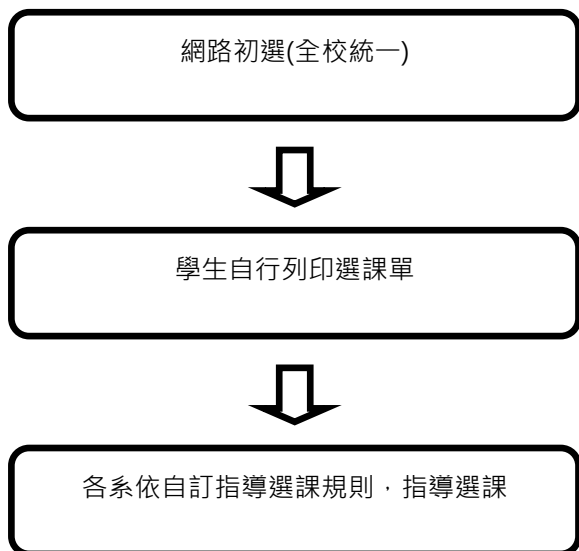 網路初選(全校統一)
學生自行列印選課單
各系依自訂指導選課規則，指導選課